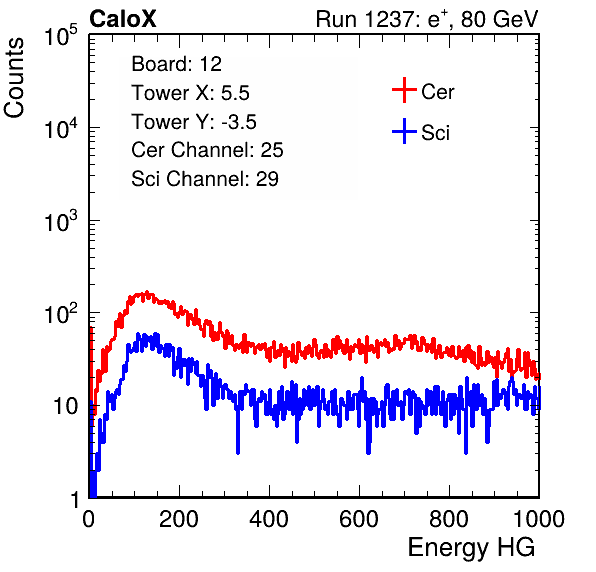 CaloX Run 1237: e⁺, 80 GeV
Counts
10⁵
10⁴
10³
10²
10
1
Board: 12
Tower X: 5.5
Tower Y: -3.5
Cer Channel: 25
Sci Channel: 29
Cer
Sci
0 200 400 600 800 1000
Energy HG